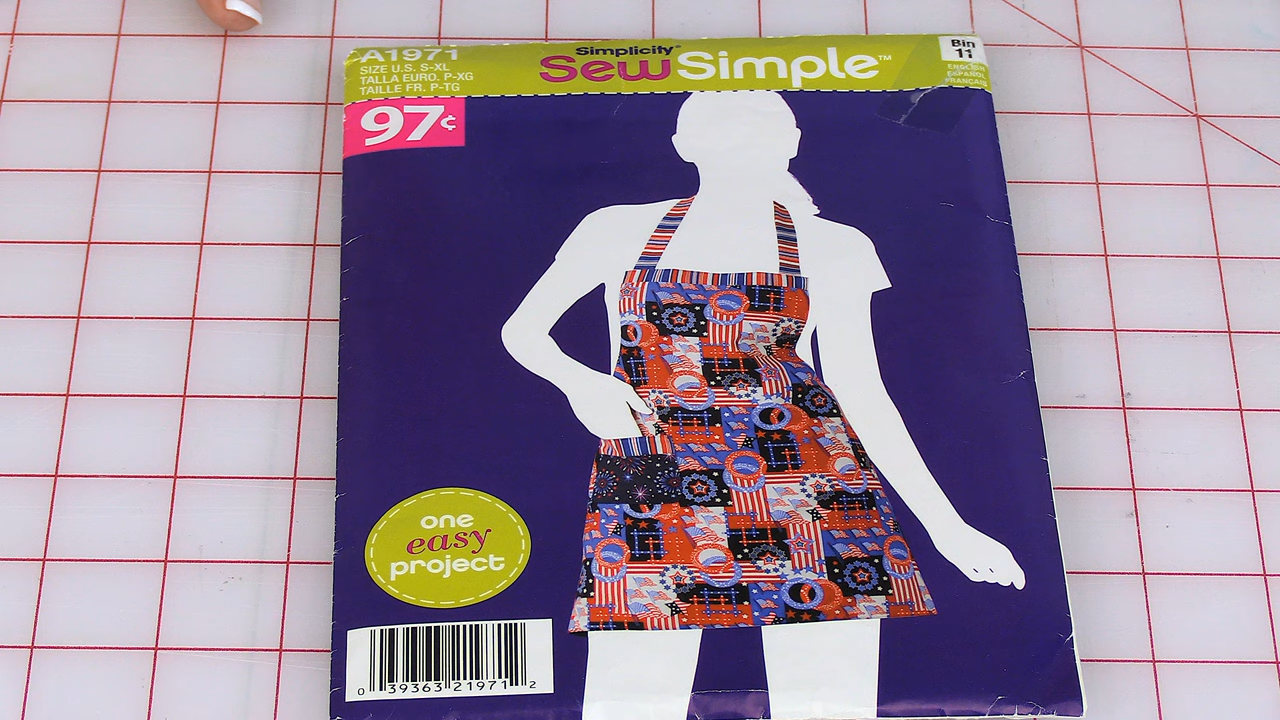 A1971
SIZE U.S. S-XL
TALLA EURO. P-XG
TAILLE FR. P-TG
Simplicity®
SewSimple™
Bin
11
ENGLISH
ESPAÑOL
FRANÇAIS
97¢
one
easy
project
0 39363 21971 2